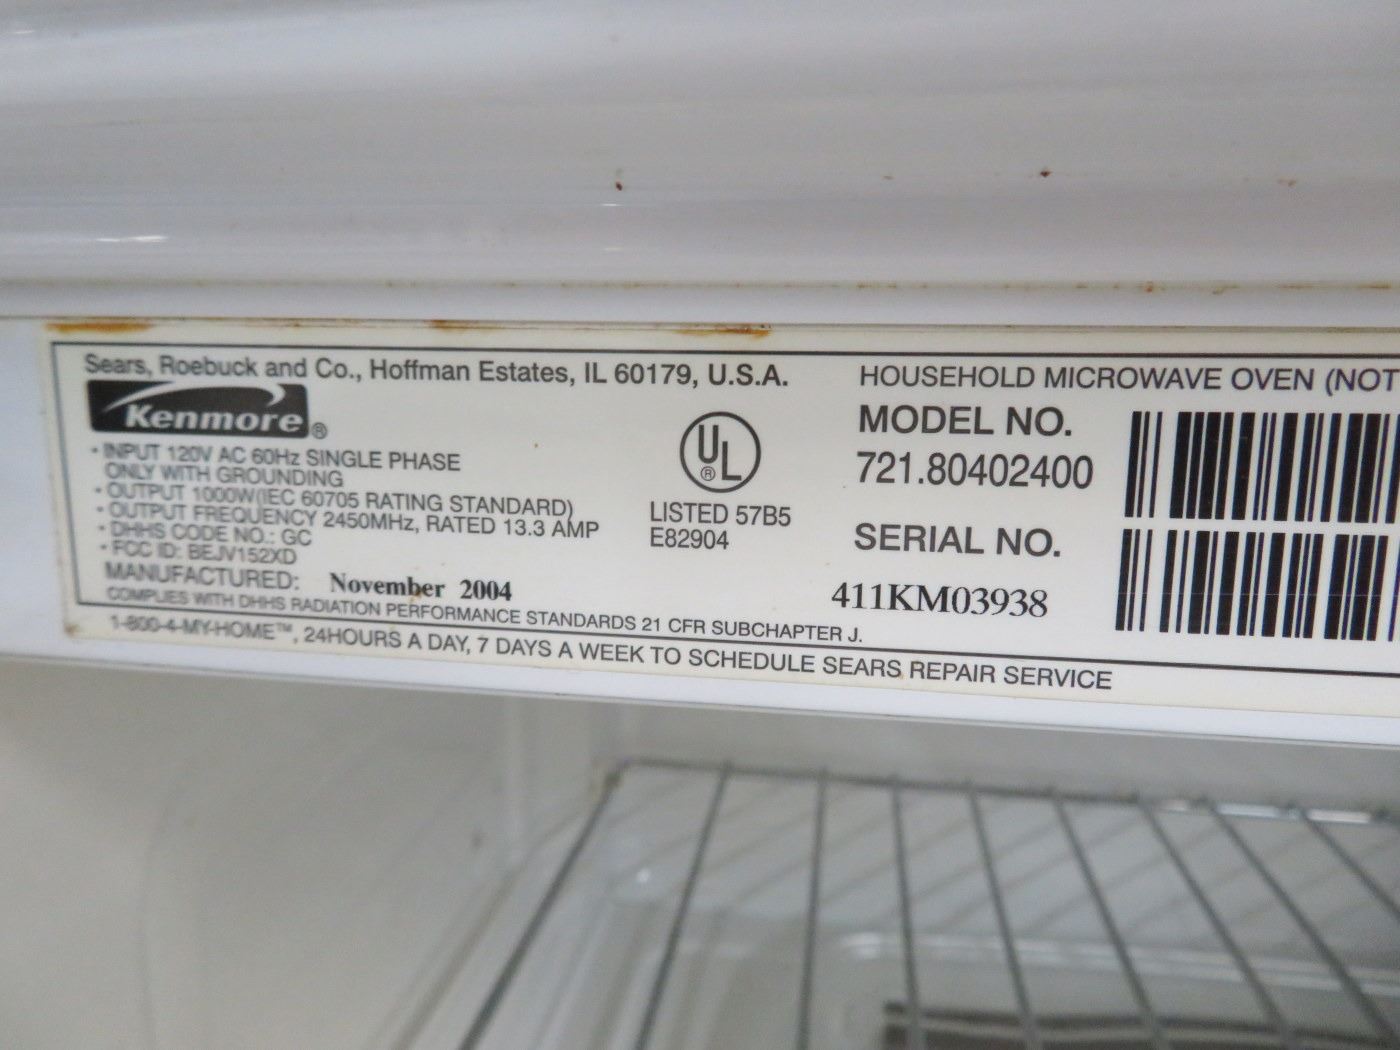 Sears, Roebuck and Co., Hoffman Estates, IL 60179, U.S.A.
Kenmore®
• INPUT 120V AC 60Hz SINGLE PHASE
ONLY WITH GROUNDING
• OUTPUT 1000W(IEC 60705 RATING STANDARD)
• OUTPUT FREQUENCY 2450MHz, RATED 13.3 AMP
• DHHS CODE NO.: GC
• FCC ID: BEJV152XD
MANUFACTURED: November 2004
COMPLIES WITH DHHS RADIATION PERFORMANCE STANDARDS 21 CFR SUBCHAPTER J.
1-800-4-MY-HOME™, 24HOURS A DAY, 7 DAYS A WEEK TO SCHEDULE SEARS REPAIR SERVICE
UL®
LISTED 57B5
E82904
HOUSEHOLD MICROWAVE OVEN (NOT
MODEL NO.
721.80402400
SERIAL NO.
411KM03938